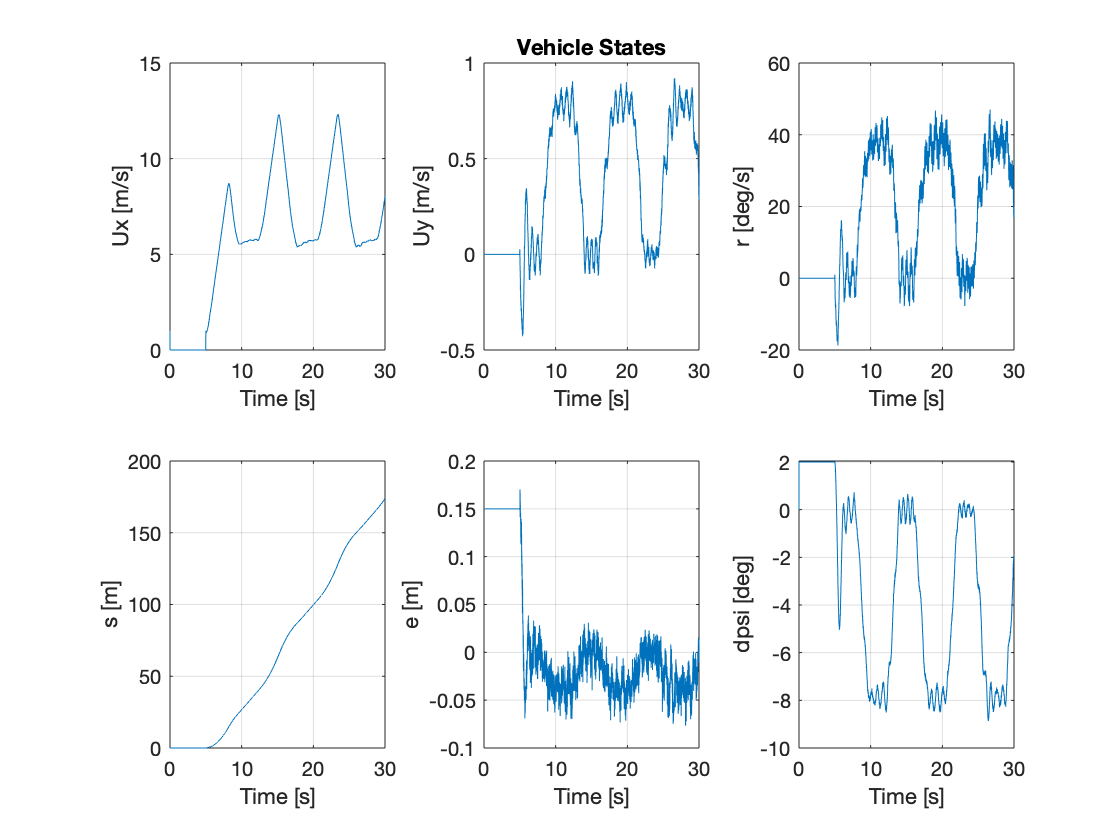 Vehicle States
15
10
5
0
Ux [m/s]
0 10 20 30
Time [s]
1
0.5
0
-0.5
Uy [m/s]
0 10 20 30
Time [s]
60
40
20
0
-20
r [deg/s]
0 10 20 30
Time [s]
200
150
100
50
0
s [m]
0 10 20 30
Time [s]
0.2
0.15
0.1
0.05
0
-0.05
-0.1
e [m]
0 10 20 30
Time [s]
2
0
-2
-4
-6
-8
-10
dpsi [deg]
0 10 20 30
Time [s]